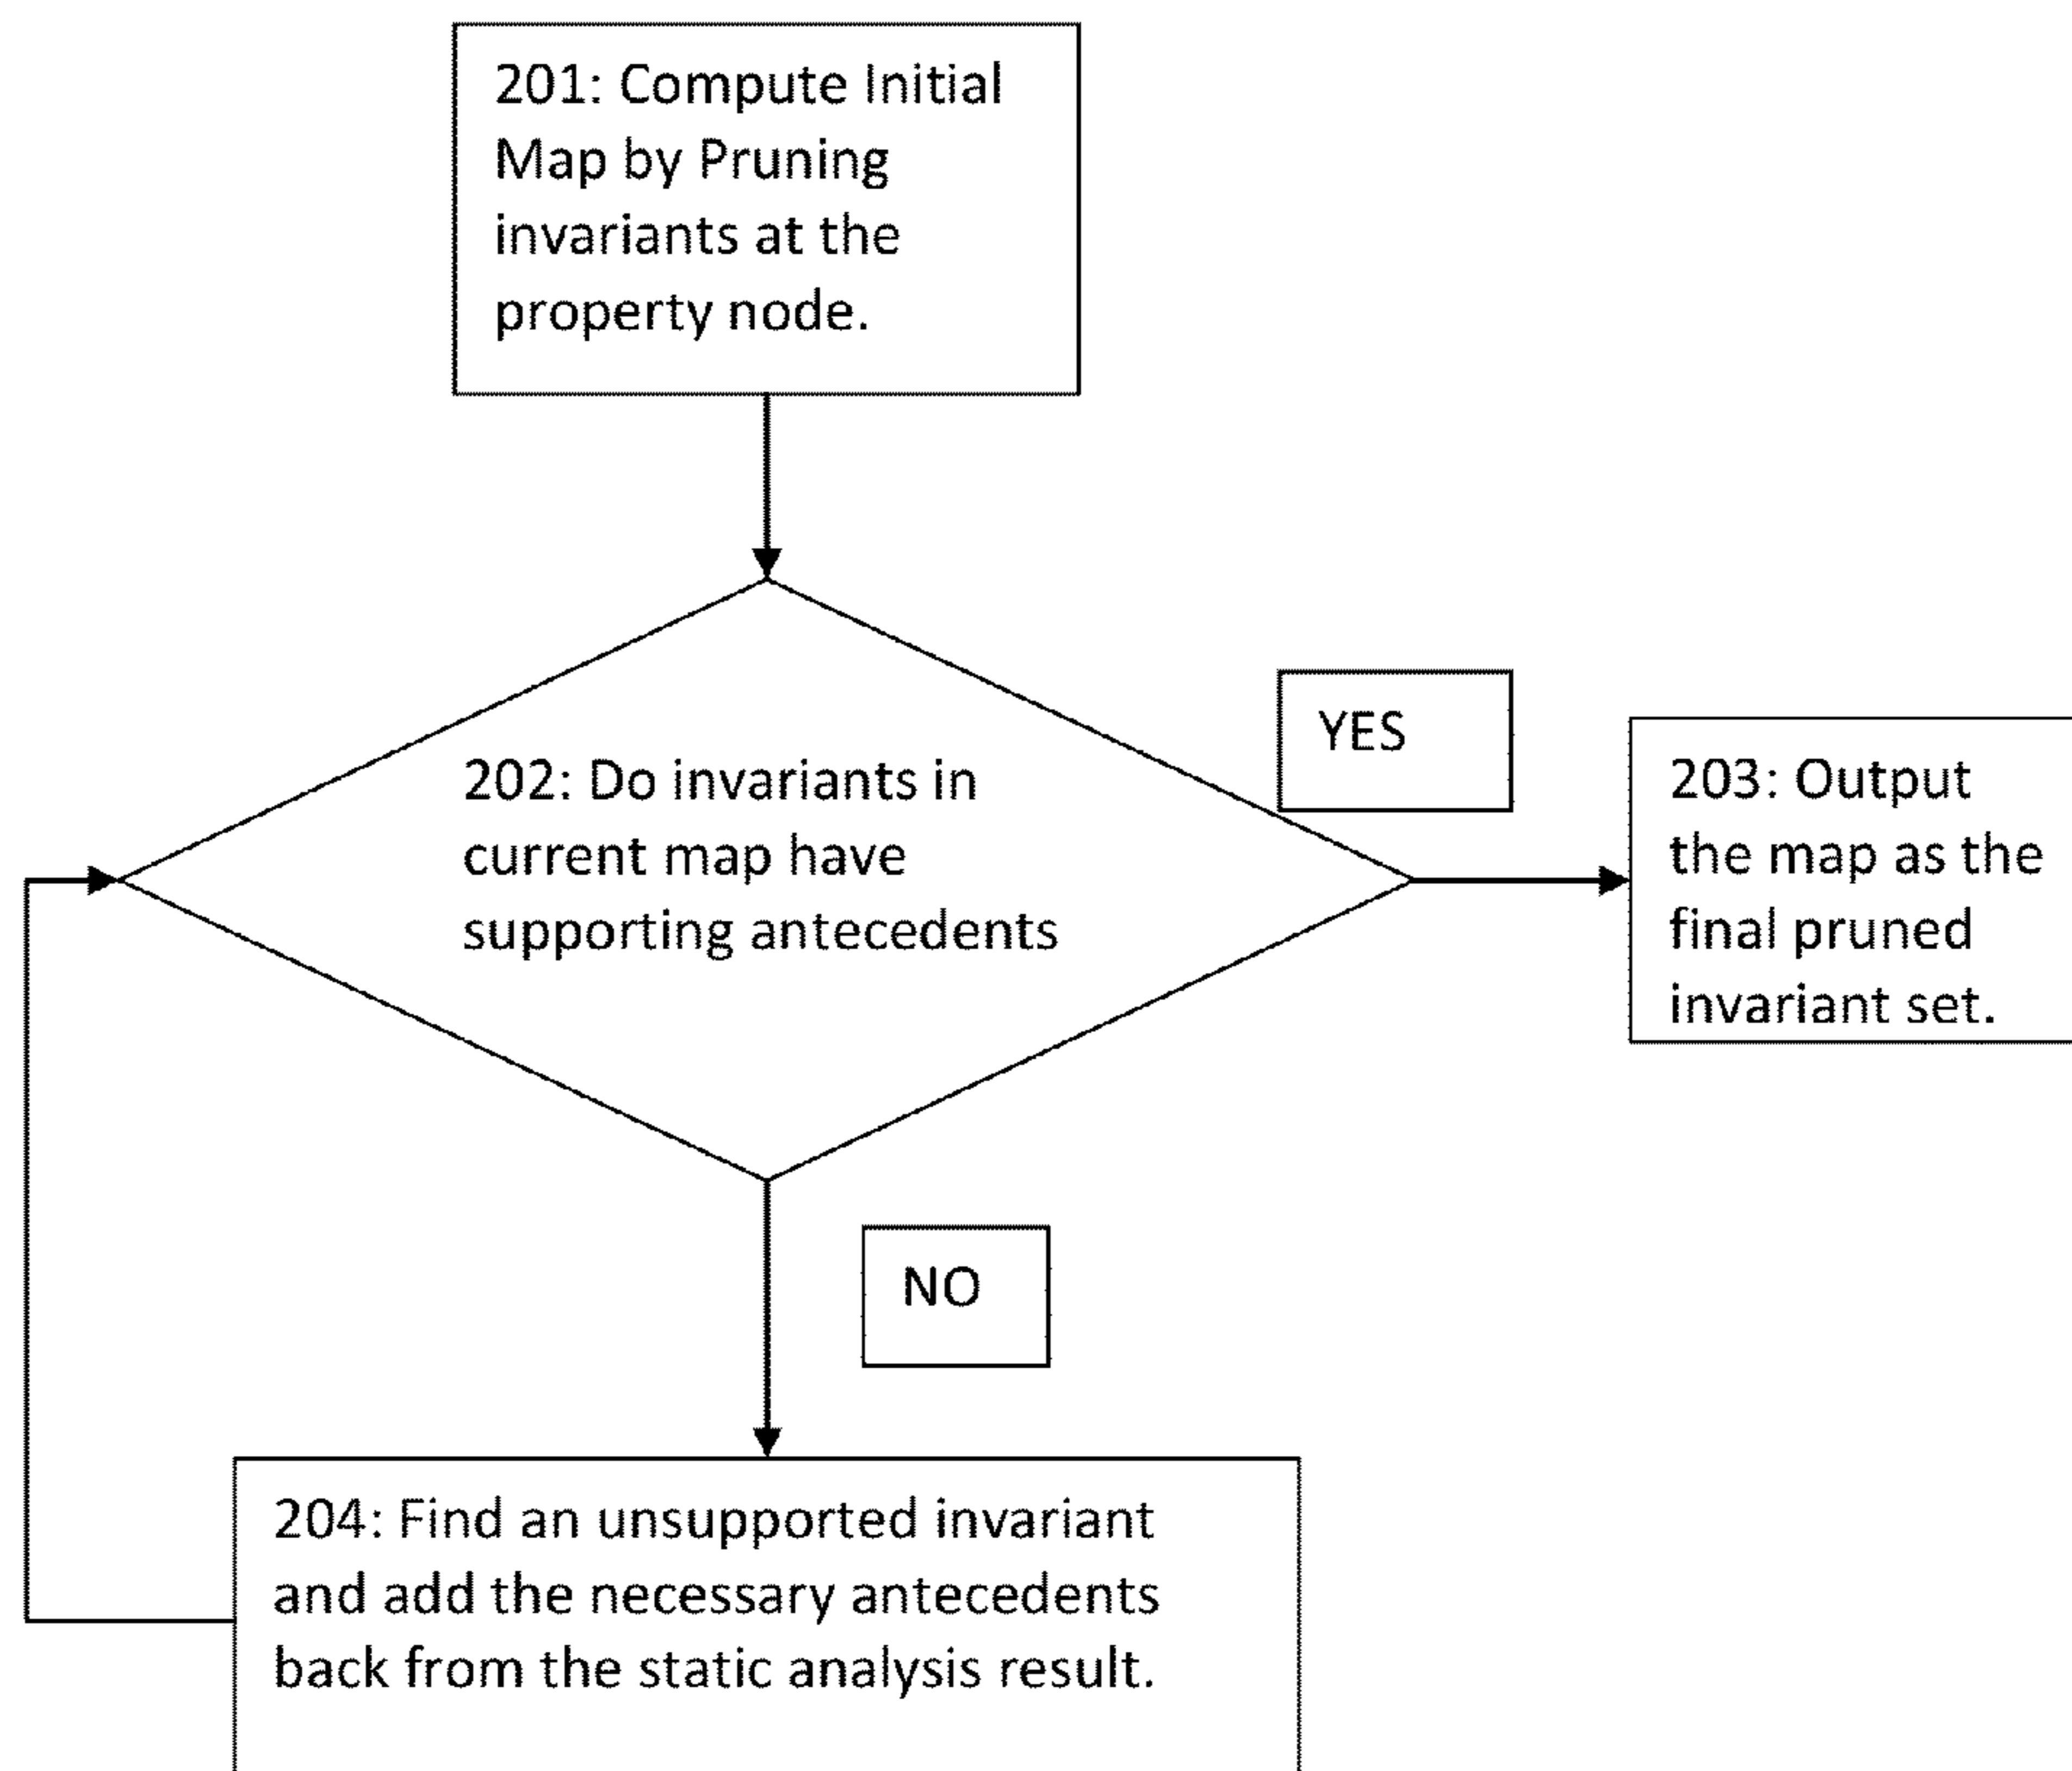 201: Compute Initial
Map by Pruning
invariants at the
property node.
202: Do invariants in
current map have
supporting antecedents
YES
203: Output
the map as the
final pruned
invariant set.
NO
204: Find an unsupported invariant
and add the necessary antecedents
back from the static analysis result.